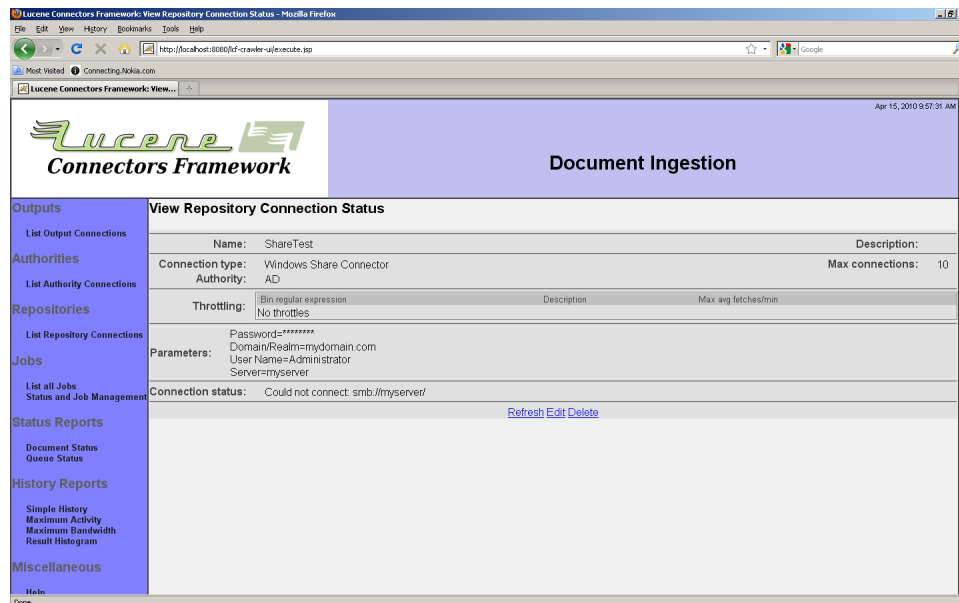 Lucene Connectors Framework: View Repository Connection Status - Mozilla Firefox
File Edit View History Bookmarks Tools Help
http://localhost:8080/lcf-crawler-ui/execute.jsp
Google
Most Visited Connecting.Nokia.com
Lucene Connectors Framework: View...
Apr 15, 2010 9:57:31 AM
Lucene
Connectors Framework
Document Ingestion
Outputs
List Output Connections
Authorities
List Authority Connections
Repositories
List Repository Connections
Jobs
List all Jobs
Status and Job Management
Status Reports
Document Status
Queue Status
History Reports
Simple History
Maximum Activity
Maximum Bandwidth
Result Histogram
Miscellaneous
Help
View Repository Connection Status
Name: ShareTest Description:
Connection type: Windows Share Connector Max connections: 10
Authority: AD
Throttling:
Bin regular expression Description Max avg fetches/min
No throttles
Parameters:
Password=********
Domain/Realm=mydomain.com
User Name=Administrator
Server=myserver
Connection status: Could not connect: smb://myserver/
Refresh Edit Delete
Done